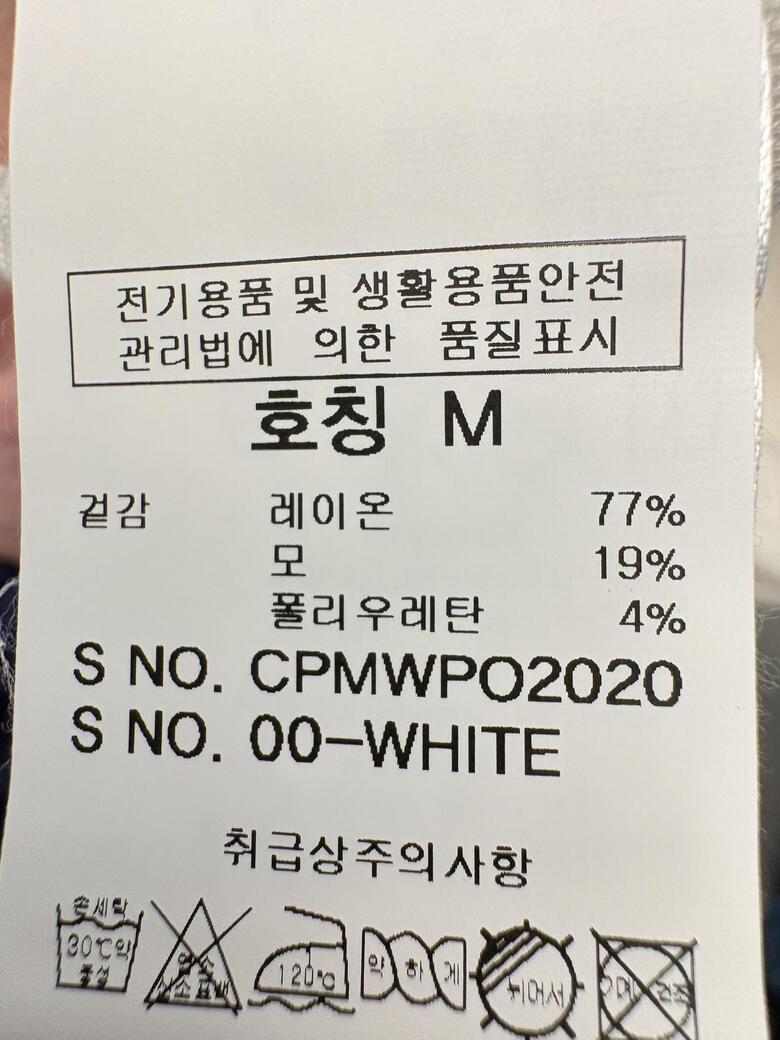 전기용품 및 생활용품안전
관리법에 의한 품질표시
호칭 M
겉감 레이온 77%
모 19%
폴리우레탄 4%
S NO. CPMWPO2020
S NO. 00-WHITE
취급상주의사항
손세탁
30℃약
중성
120℃
약하게
뉘어서
건조